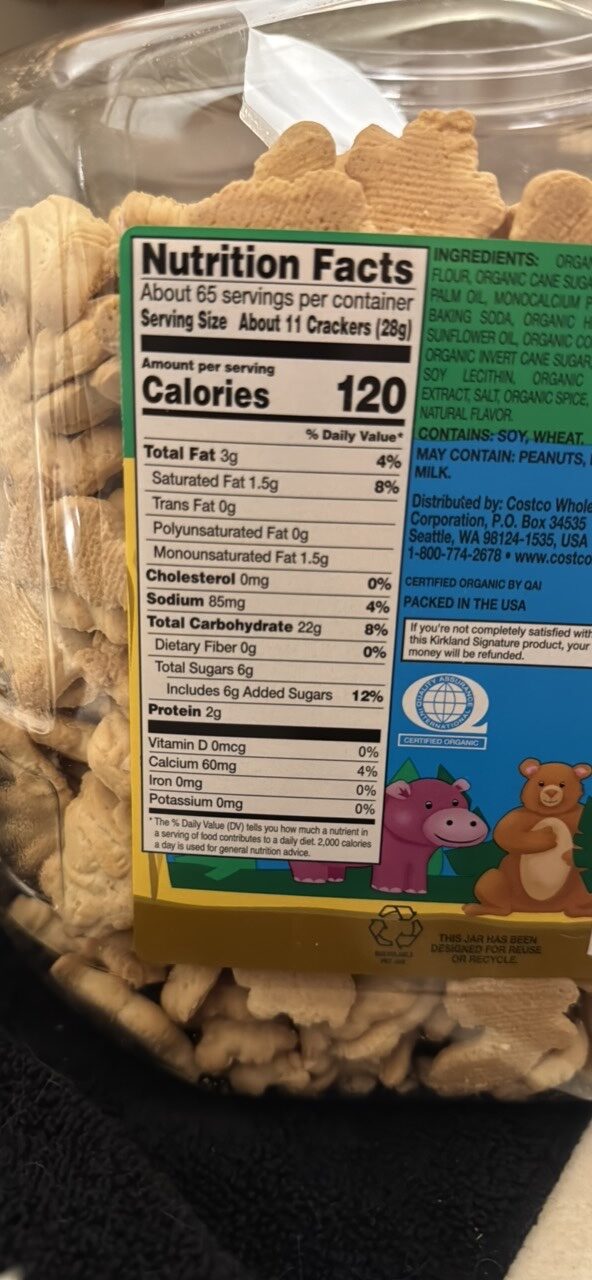 Nutrition Facts
About 65 servings per container
Serving Size About 11 Crackers (28g)
Amount per serving
Calories 120
% Daily Value*
Total Fat 3g 4%
Saturated Fat 1.5g 8%
Trans Fat 0g
Polyunsaturated Fat 0g
Monounsaturated Fat 1.5g
Cholesterol 0mg 0%
Sodium 85mg 4%
Total Carbohydrate 22g 8%
Dietary Fiber 0g 0%
Total Sugars 6g
Includes 6g Added Sugars 12%
Protein 2g
Vitamin D 0mcg 0%
Calcium 60mg 4%
Iron 0mg 0%
Potassium 0mg 0%
* The % Daily Value (DV) tells you how much a nutrient in
a serving of food contributes to a daily diet. 2,000 calories
a day is used for general nutrition advice.
INGREDIENTS:
FLOUR, ORGANIC CANE
PALM OIL, MONOCALCIUM
BAKING SODA, ORGANIC
SUNFLOWER OIL, ORGANIC
ORGANIC INVERT CANE SUGAR,
SOY LECITHIN, ORGANIC
EXTRACT, SALT, ORGANIC SPICE,
NATURAL FLAVOR.
CONTAINS: SOY, WHEAT.
MAY CONTAIN: PEANUTS,
MILK.
Distributed by: Costco Whole
Corporation, P.O. Box 34535
Seattle, WA 98124-1535, USA
1-800-774-2678 • www.costco
CERTIFIED ORGANIC BY QAI
PACKED IN THE USA
If you're not completely satisfied with
this Kirkland Signature product, your
money will be refunded.
QUALITY ASSURANCE
INTERNATIONAL
CERTIFIED ORGANIC
THIS JAR HAS BEEN
DESIGNED FOR REUSE
OR RECYCLE.